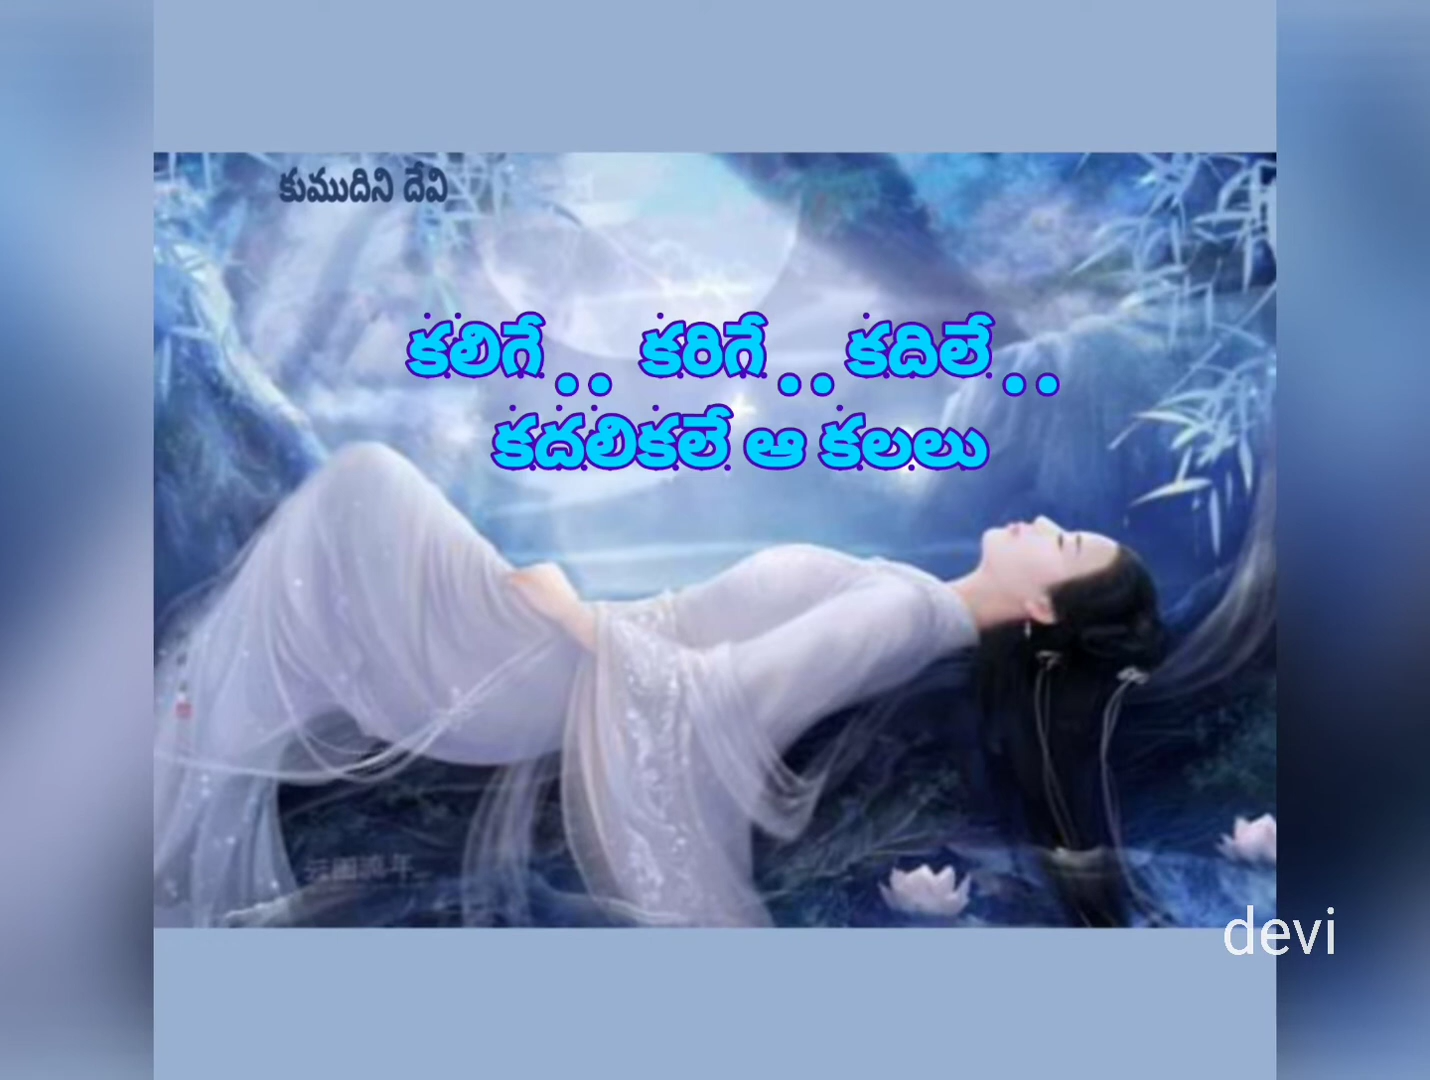 కుముదిని దేవి
కలిగే.. కరిగే.. కదిలే..
కదలికలే ఆ కలలు
devi